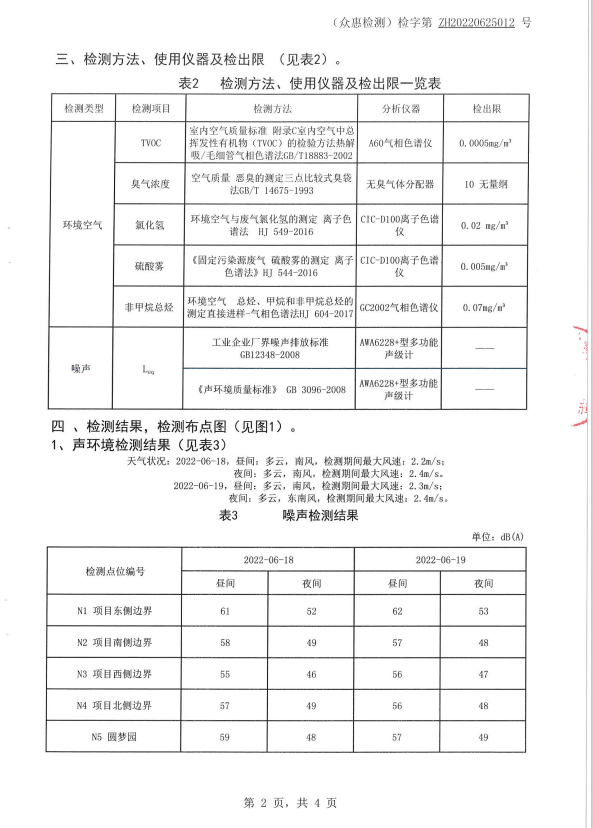 （众惠检测）检字第 ZH20220625012 号
三、检测方法、使用仪器及检出限 （见表2）。
表2 检测方法、使用仪器及检出限一览表
检测类型 检测项目 检测方法 分析仪器 检出限
环境空气
TVOC
室内空气质量标准 附录C室内空气中总
挥发性有机物（TVOC）的检验方法热解
吸/毛细管气相色谱法GB/T18883-2002
A60气相色谱仪
0.0005mg/m³
臭气浓度
空气质量 恶臭的测定三点比较式臭袋
法GB/T 14675-1993
无臭气体分配器
10 无量纲
氯化氢
环境空气与废气氯化氢的测定 离子色
谱法 HJ 549-2016
CIC-D100离子色谱
仪
0.02 mg/m³
硫酸雾
《固定污染源废气 硫酸雾的测定 离子
色谱法》HJ 544-2016
CIC-D100离子色谱
仪
0.005mg/m³
非甲烷总烃
环境空气 总烃、甲烷和非甲烷总烃的
测定直接进样-气相色谱法HJ 604-2017
GC2002气相色谱仪
0.07mg/m³
噪声
Leq
工业企业厂界噪声排放标准
GB12348-2008
AWA6228+型多功能
声级计
——
《声环境质量标准》 GB 3096-2008
AWA6228+型多功能
声级计
——
四 、检测结果，检测布点图（见图1）。
1、声环境检测结果（见表3）
天气状况：2022-06-18，昼间：多云，南风，检测期间最大风速：2.2m/s；
夜间：多云，南风，检测期间最大风速：2.4m/s。
2022-06-19，昼间：多云，南风，检测期间最大风速：2.3m/s；
夜间：多云，东南风，检测期间最大风速：2.4m/s。
表3 噪声检测结果
单位：dB(A)
检测点位编号 2022-06-18 2022-06-19
昼间 夜间 昼间 夜间
N1 项目东侧边界 61 52 62 53
N2 项目南侧边界 58 49 57 48
N3 项目西侧边界 55 46 56 47
N4 项目北侧边界 57 49 56 48
N5 圆梦园 59 48 57 49
第 2 页，共 4 页